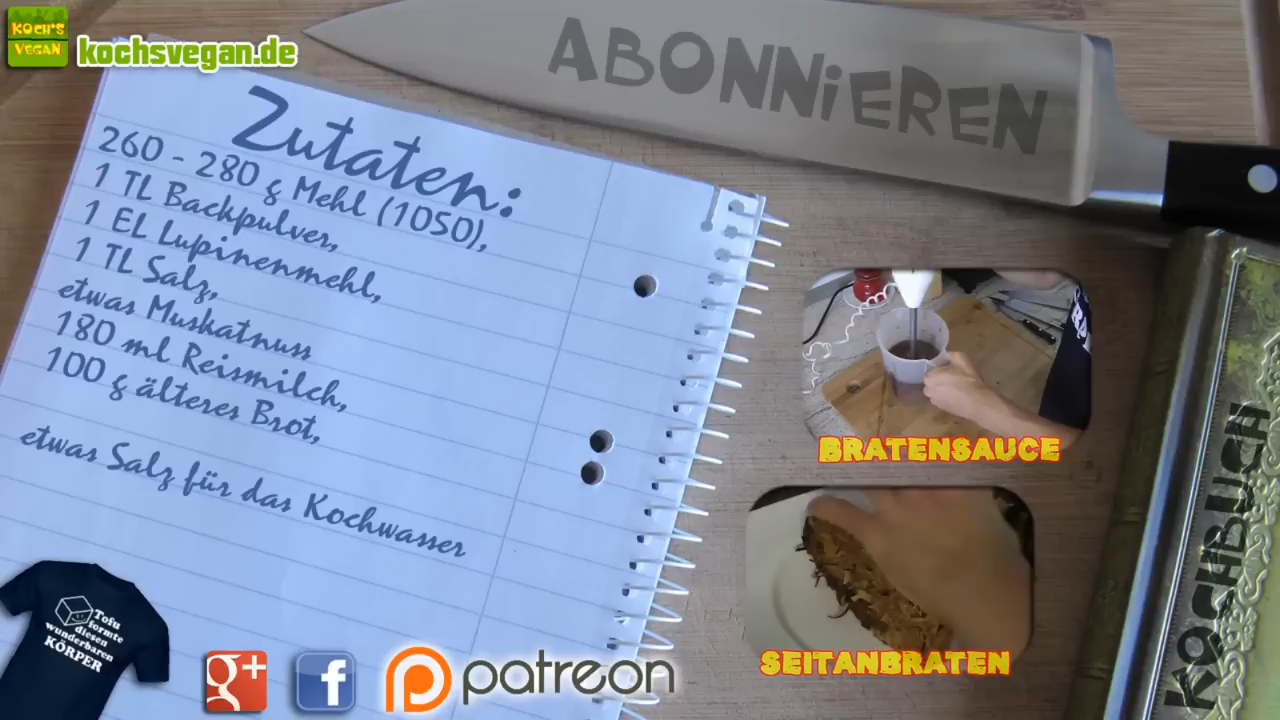 KOCH'S
VEGAN
kochsvegan.de
ABONNiEREN
Zutaten:
260 - 280 g Mehl (1050),
1 TL Backpulver,
1 EL Lupinenmehl,
1 TL Salz,
etwas Muskatnuss
180 ml Reismilch,
100 g älteres Brot,
etwas Salz für das Kochwasser
BRATENSAUCE
SEITANBRATEN
KOCHBUCH
Tofu
formte
diesen
wunderbaren
KÖRPER
g+
f
patreon